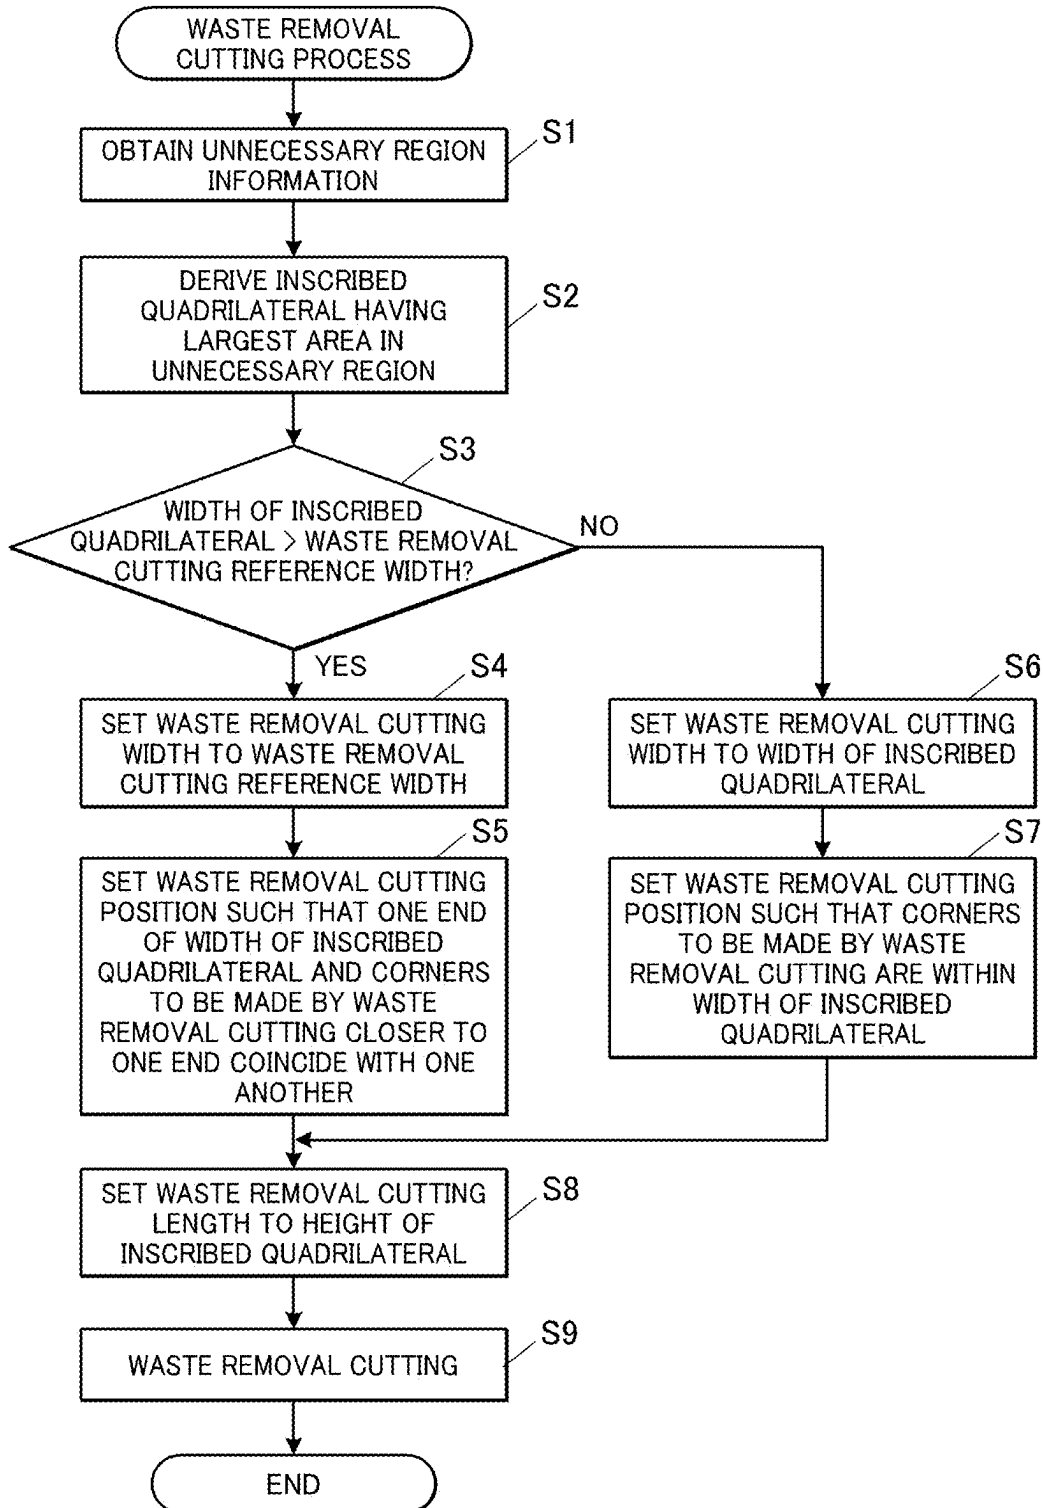 WASTE REMOVAL
CUTTING PROCESS
S1
OBTAIN UNNECESSARY REGION
INFORMATION
S2
DERIVE INSCRIBED
QUADRILATERAL HAVING
LARGEST AREA IN
UNNECESSARY REGION
S3
WIDTH OF INSCRIBED
QUADRILATERAL > WASTE REMOVAL
CUTTING REFERENCE WIDTH?
NO
YES
S4
SET WASTE REMOVAL CUTTING
WIDTH TO WASTE REMOVAL
CUTTING REFERENCE WIDTH
S5
SET WASTE REMOVAL CUTTING
POSITION SUCH THAT ONE END
OF WIDTH OF INSCRIBED
QUADRILATERAL AND CORNERS
TO BE MADE BY WASTE
REMOVAL CUTTING CLOSER TO
ONE END COINCIDE WITH ONE
ANOTHER
S6
SET WASTE REMOVAL CUTTING
WIDTH TO WIDTH OF INSCRIBED
QUADRILATERAL
S7
SET WASTE REMOVAL CUTTING
POSITION SUCH THAT CORNERS
TO BE MADE BY WASTE
REMOVAL CUTTING ARE WITHIN
WIDTH OF INSCRIBED
QUADRILATERAL
S8
SET WASTE REMOVAL CUTTING
LENGTH TO HEIGHT OF
INSCRIBED QUADRILATERAL
S9
WASTE REMOVAL CUTTING
END